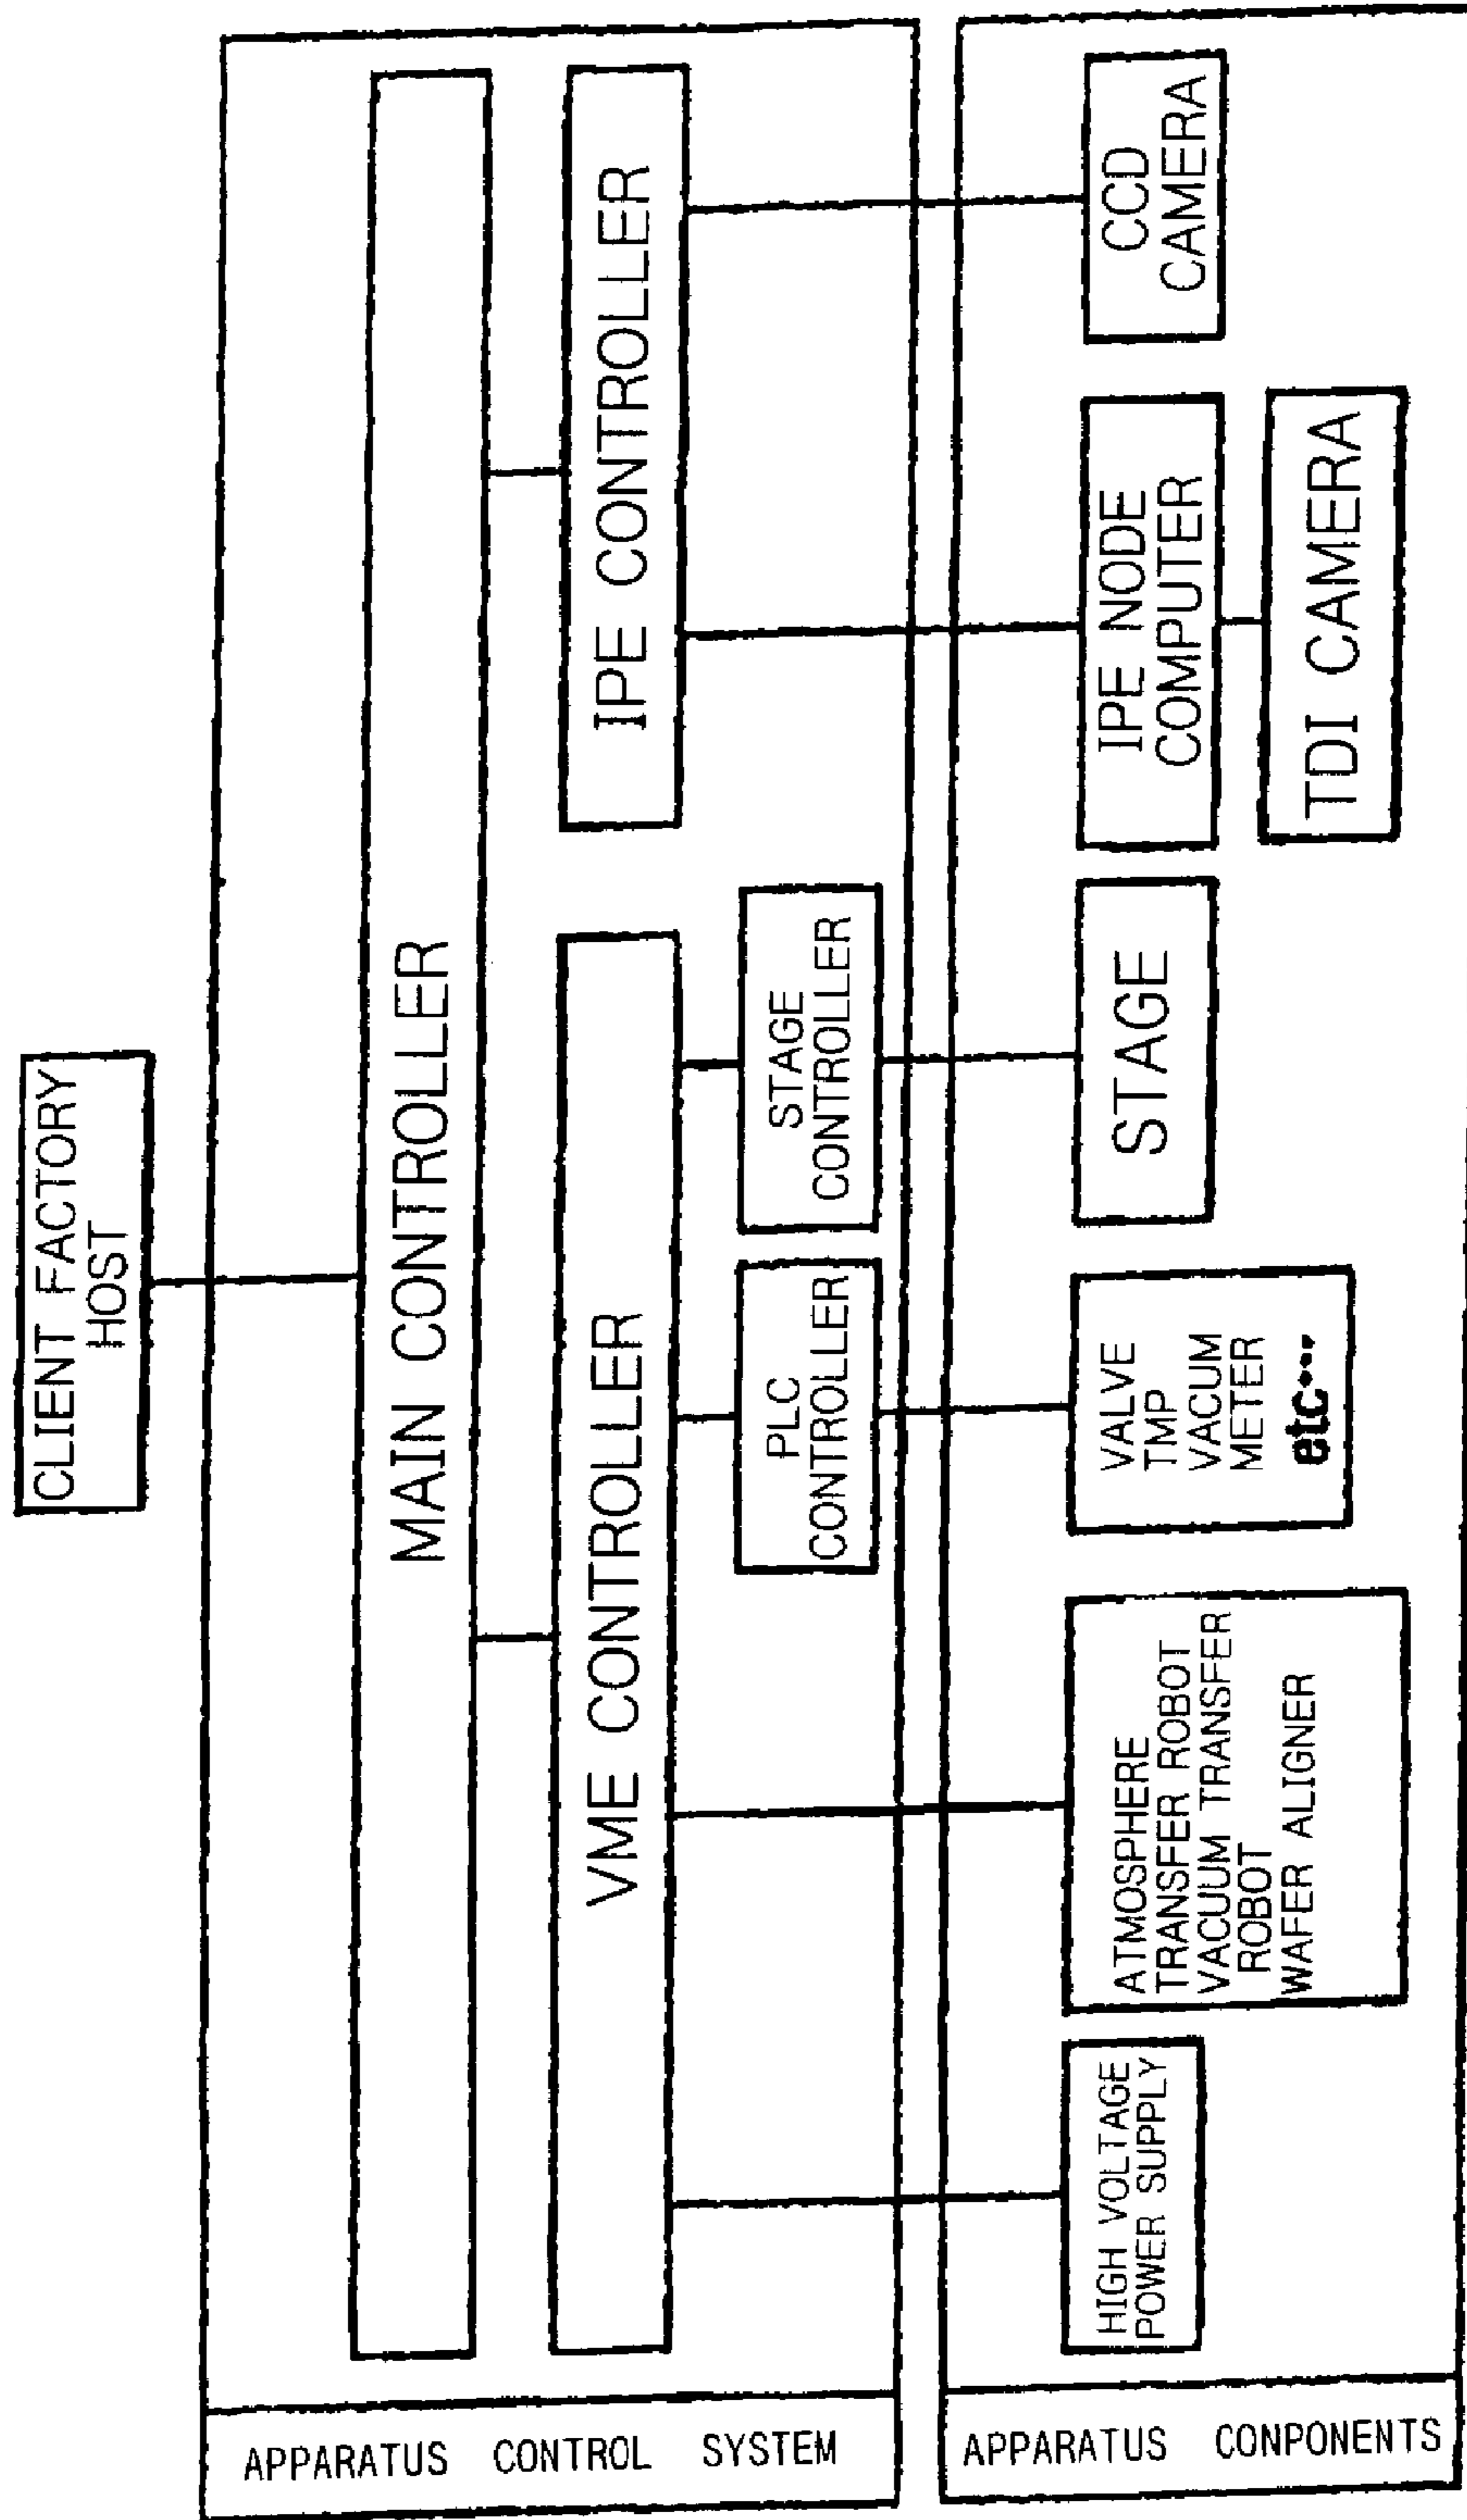 CLIENT FACTORY
HOST
MAIN CONTROLLER
VME CONTROLLER
IPE CONTROLLER
PLC
CONTROLLER
STAGE
CONTROLLER
APPARATUS CONTROL SYSTEM
HIGH VOLTAGE
POWER SUPPLY
ATMOSPHERE
TRANSFER ROBOT
VACUUM TRANSFER
ROBOT
WAFER ALIGNER
VALVE
TMP
VACUM
METER
etc•••
STAGE
IPE NODE
COMPUTER
CCD
CAMERA
TDI CAMERA
APPARATUS CONPONENTS